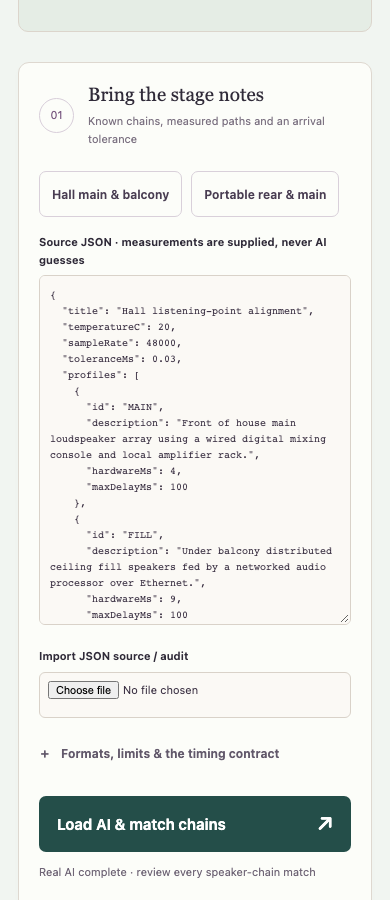 01
Bring the stage notes
Known chains, measured paths and an arrival
tolerance
Hall main & balcony
Portable rear & main
Source JSON · measurements are supplied, never AI
guesses
{
"title": "Hall listening-point alignment",
"temperatureC": 20,
"sampleRate": 48000,
"toleranceMs": 0.03,
"profiles": [
{
"id": "MAIN",
"description": "Front of house main
loudspeaker array using a wired digital mixing
console and local amplifier rack.",
"hardwareMs": 4,
"maxDelayMs": 100
},
{
"id": "FILL",
"description": "Under balcony distributed
ceiling fill speakers fed by a networked audio
processor over Ethernet.",
"hardwareMs": 9,
"maxDelayMs": 100
Import JSON source / audit
Choose file No file chosen
+ Formats, limits & the timing contract
Load AI & match chains
Real AI complete · review every speaker-chain match